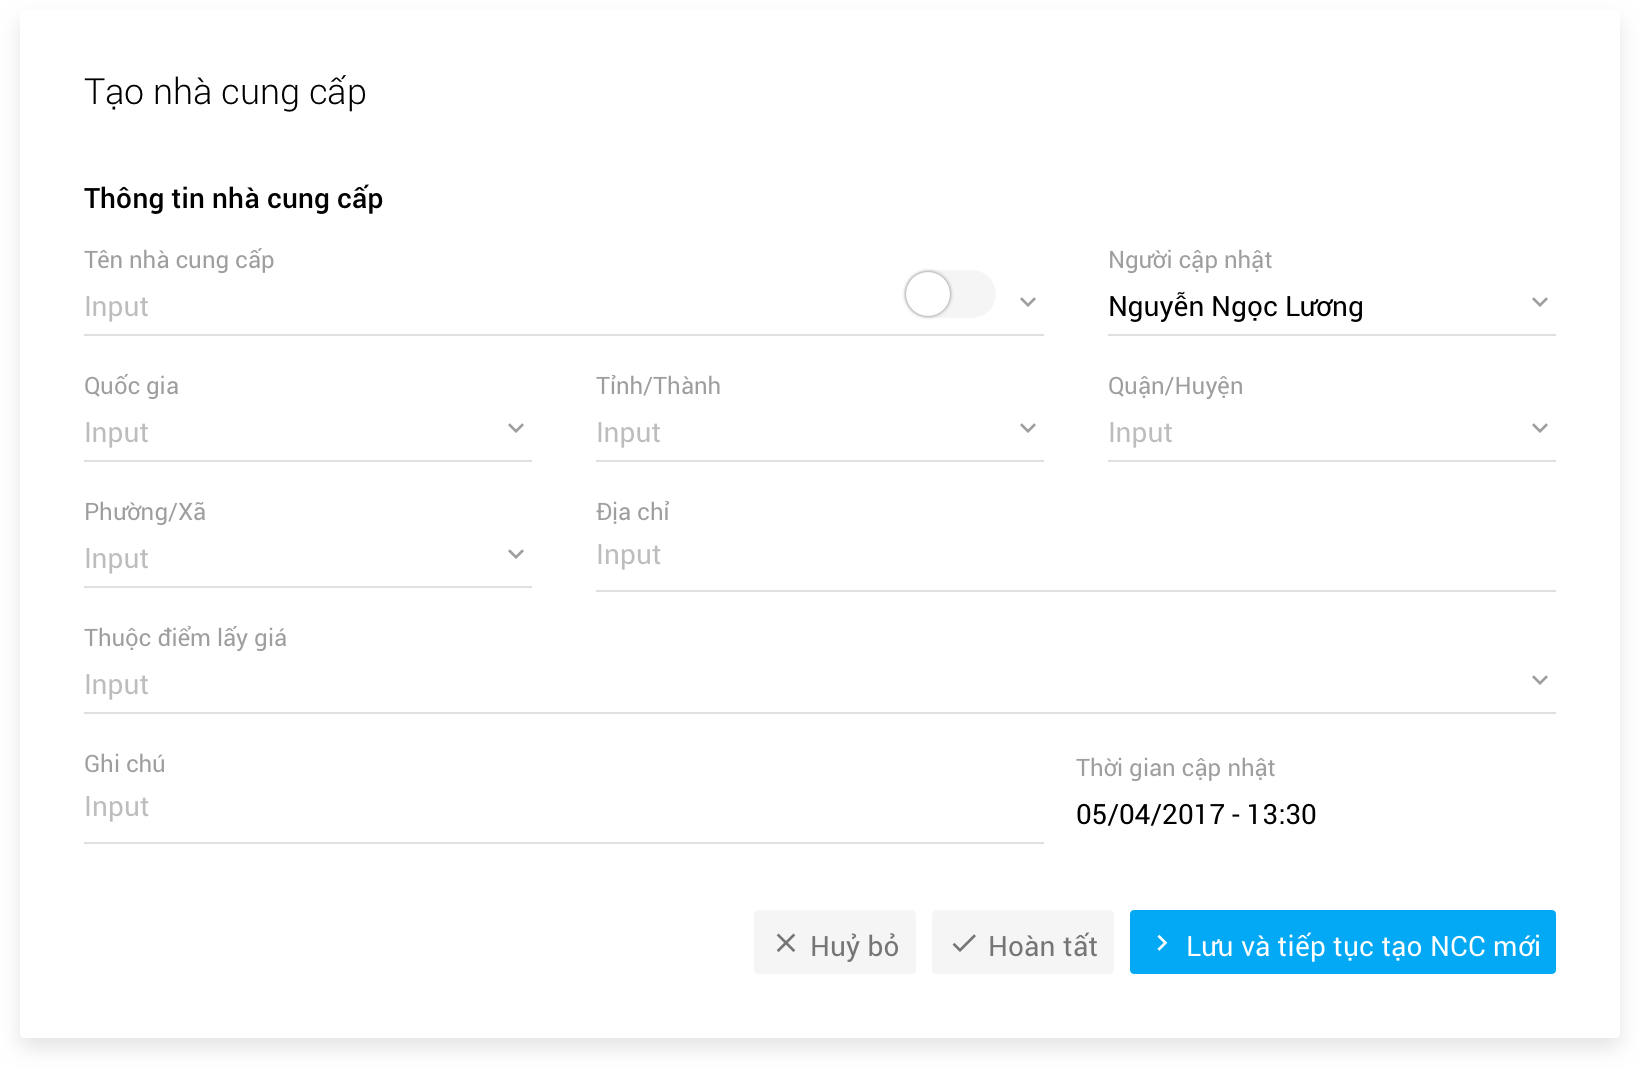 Tạo nhà cung cấp
Thông tin nhà cung cấp
Tên nhà cung cấp
Input
Người cập nhật
Nguyễn Ngọc Lương
Quốc gia
Input
Tỉnh/Thành
Input
Quận/Huyện
Input
Phường/Xã
Input
Địa chỉ
Input
Thuộc điểm lấy giá
Input
Ghi chú
Input
Thời gian cập nhật
05/04/2017 - 13:30
Huỷ bỏ
Hoàn tất
Lưu và tiếp tục tạo NCC mới